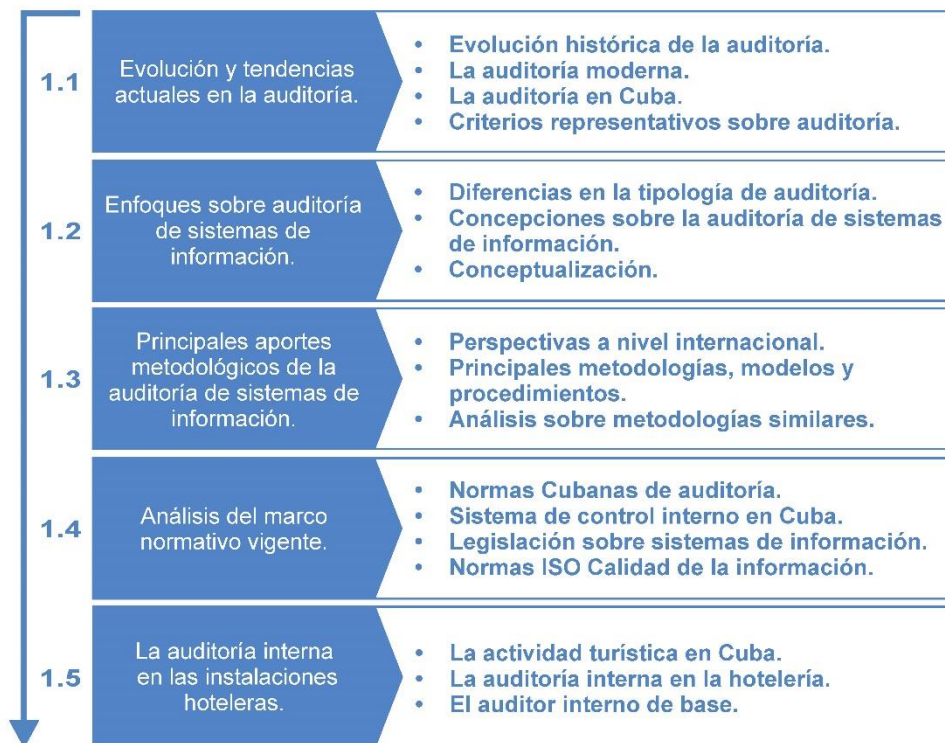 1.1
Evolución y tendencias
actuales en la auditoría.
• Evolución histórica de la auditoría.
• La auditoría moderna.
• La auditoría en Cuba.
• Criterios representativos sobre auditoría.
1.2
Enfoques sobre auditoría
de sistemas de
información.
• Diferencias en la tipología de auditoría.
• Concepciones sobre la auditoría de sistemas
de información.
• Conceptualización.
1.3
Principales aportes
metodológicos de la
auditoría de sistemas de
información.
• Perspectivas a nivel internacional.
• Principales metodologías, modelos y
procedimientos.
• Análisis sobre metodologías similares.
1.4
Análisis del marco
normativo vigente.
• Normas Cubanas de auditoría.
• Sistema de control interno en Cuba.
• Legislación sobre sistemas de información.
• Normas ISO Calidad de la información.
1.5
La auditoría interna
en las instalaciones
hoteleras.
• La actividad turística en Cuba.
• La auditoría interna en la hotelería.
• El auditor interno de base.